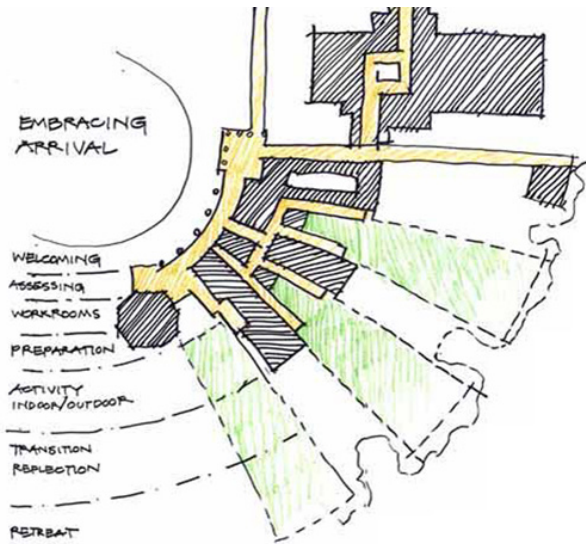 EMBRACING
ARRIVAL
WELCOMING
ASSESSING
WORKROOMS
PREPARATION
ACTIVITY
INDOOR/OUTDOOR
TRANSITION
REFLECTION
RETREAT